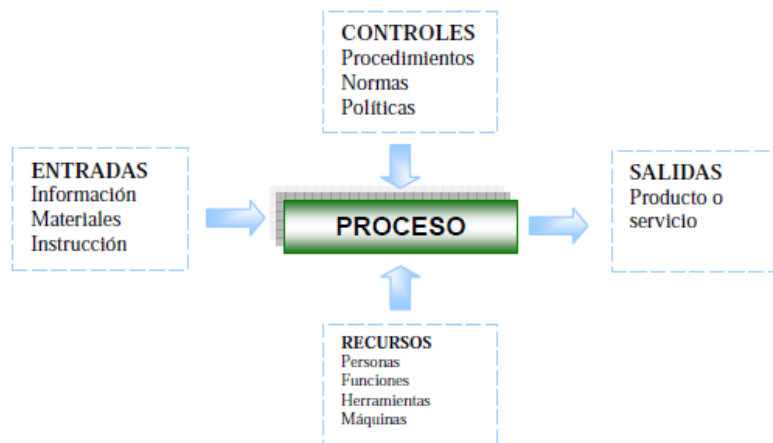 CONTROLES
Procedimientos
Normas
Políticas
ENTRADAS
Información
Materiales
Instrucción
PROCESO
SALIDAS
Producto o
servicio
RECURSOS
Personas
Funciones
Herramientas
Máquinas